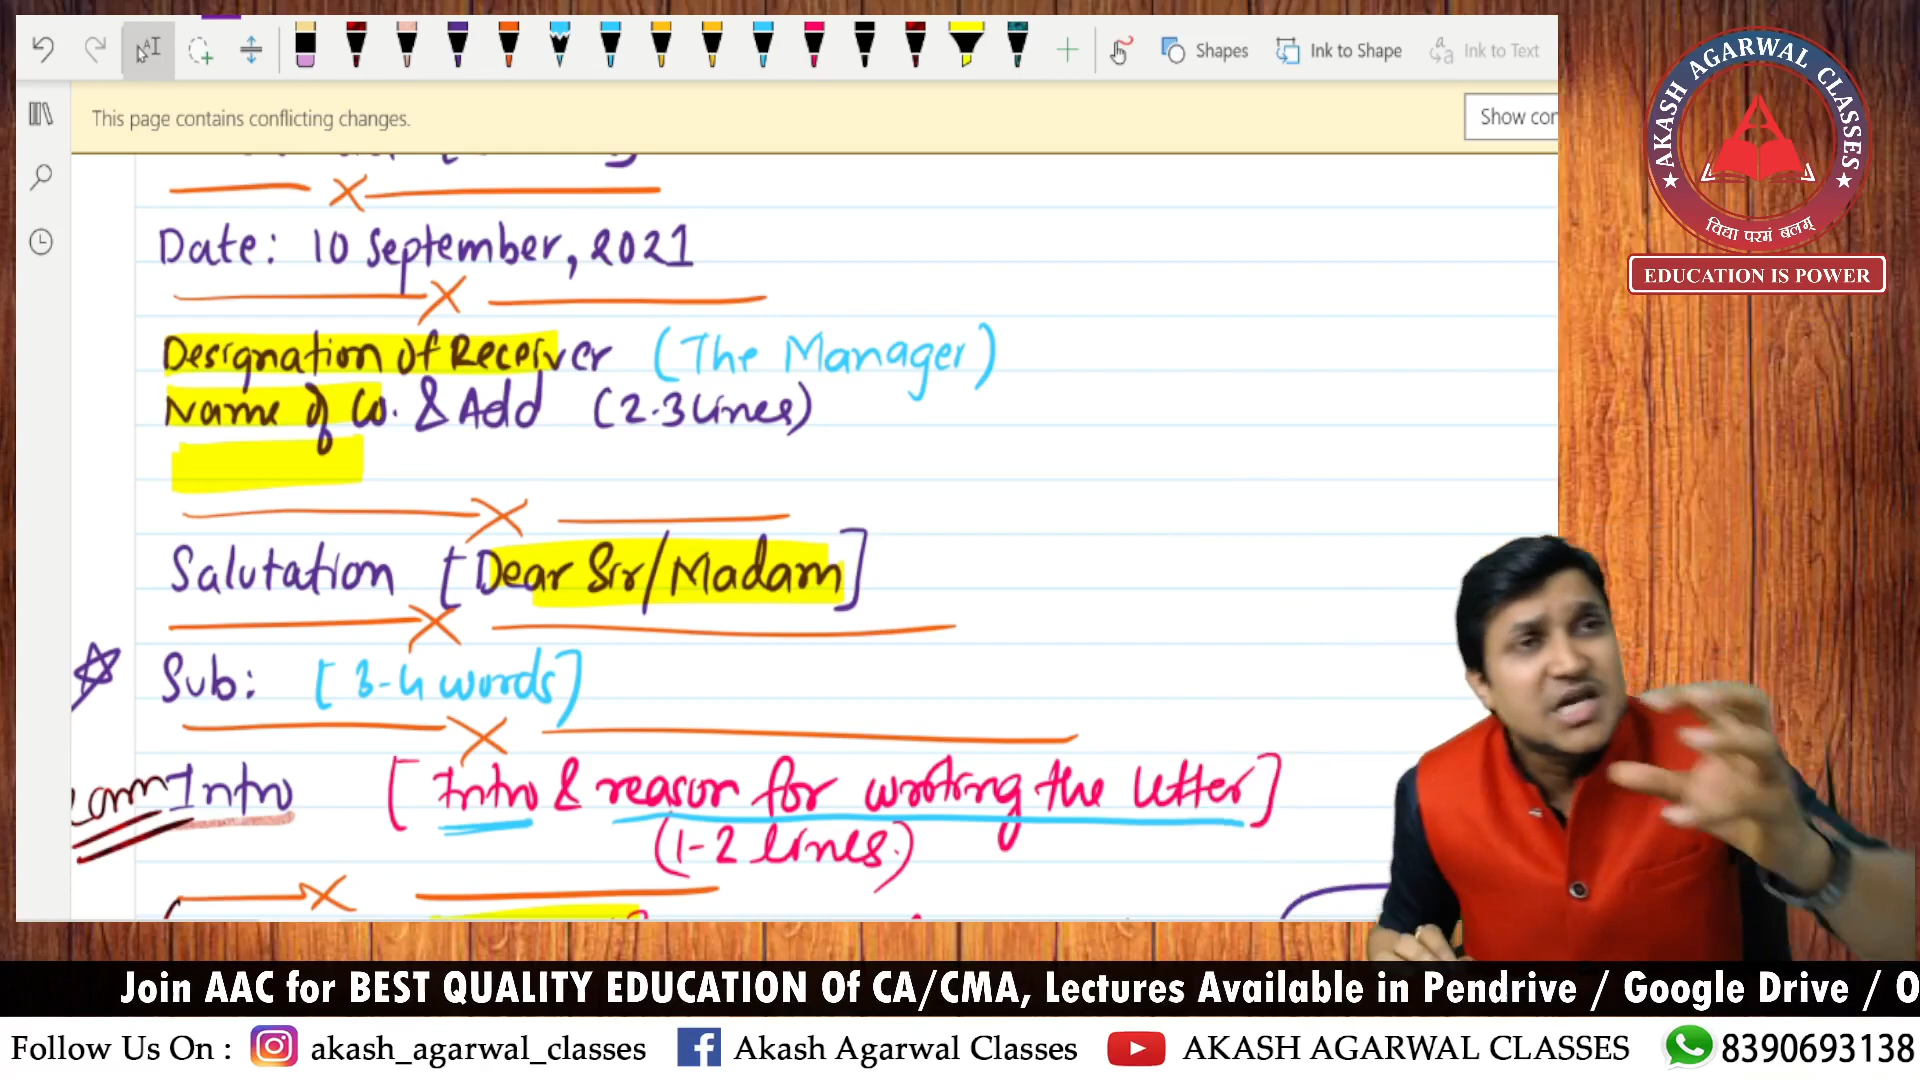 Shapes
Ink to Shape
Ink to Text
This page contains conflicting changes.
Show con
Date: 10 September, 2021
Designation of Receiver (The Manager)
Name of Co. & Add (2-3 lines)
Salutation [Dear Sir/Madam]
Sub: [3-4 words]
Intro [Intro & reason for writing the letter]
(1-2 lines.)
AKASH AGARWAL CLASSES
विद्या परमं बलम्
EDUCATION IS POWER
Join AAC for BEST QUALITY EDUCATION Of CA/CMA, Lectures Available in Pendrive / Google Drive / O
Follow Us On : akash_agarwal_classes Akash Agarwal Classes AKASH AGARWAL CLASSES 8390693138